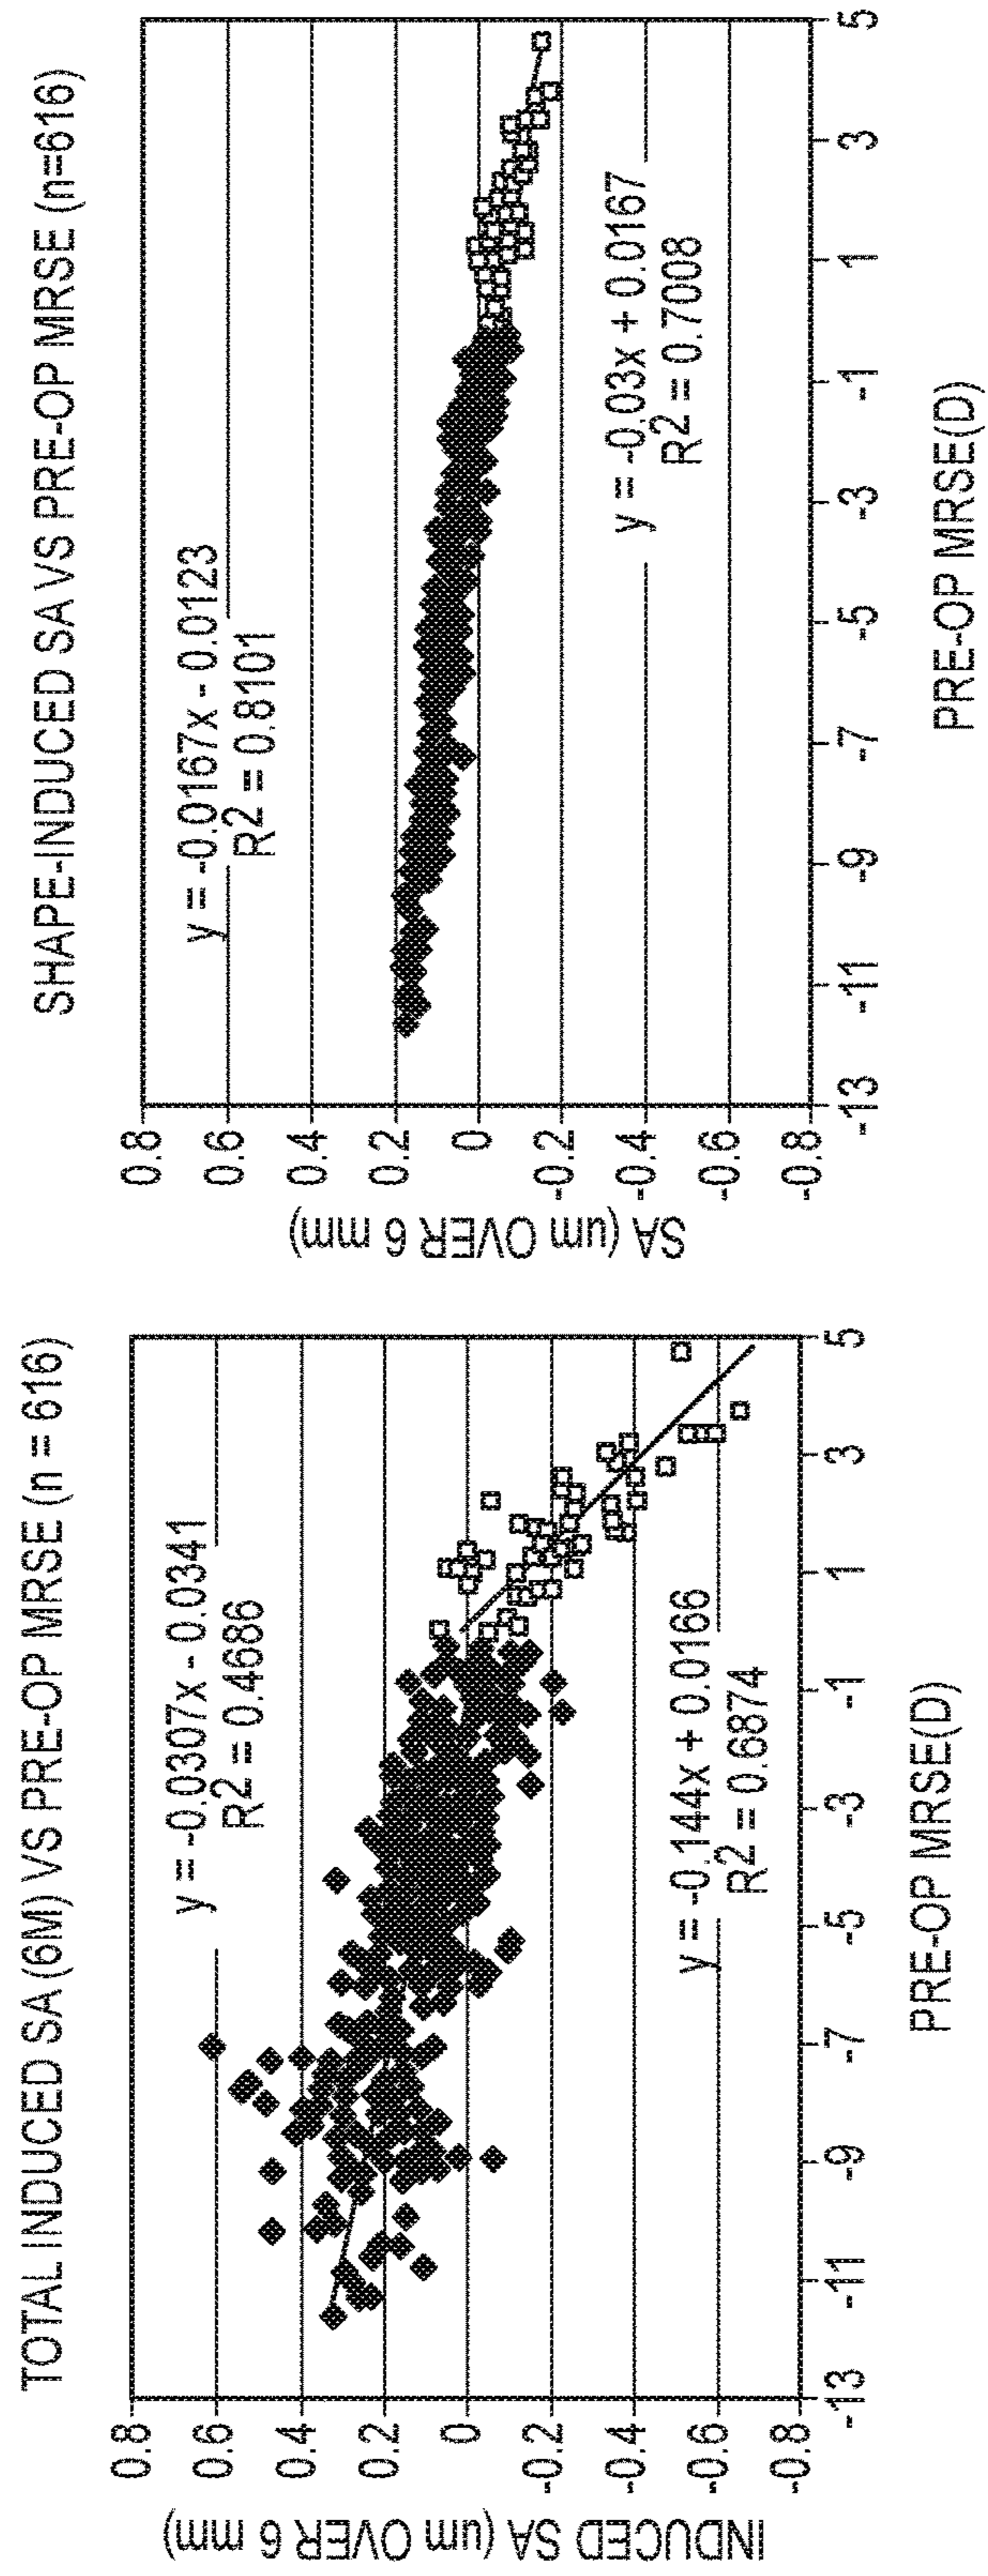 TOTAL INDUCED SA (6M) VS PRE-OP MRSE (n = 616)
INDUCED SA (um OVER 6 mm)
0.8
0.6
0.4
0.2
0
-0.2
-0.4
-0.6
-0.8
y = -0.0307x - 0.0341
R2 = 0.4686
y = -0.144x + 0.0166
R2 = 0.6874
-13 -11 -9 -7 -5 -3 -1 1 3 5
PRE-OP MRSE(D)
SHAPE-INDUCED SA VS PRE-OP MRSE (n=616)
SA (um OVER 6 mm)
0.8
0.6
0.4
0.2
0
-0.2
-0.4
-0.6
-0.8
y = -0.0167x - 0.0123
R2 = 0.8101
y = -0.03x + 0.0167
R2 = 0.7008
-13 -11 -9 -7 -5 -3 -1 1 3 5
PRE-OP MRSE(D)